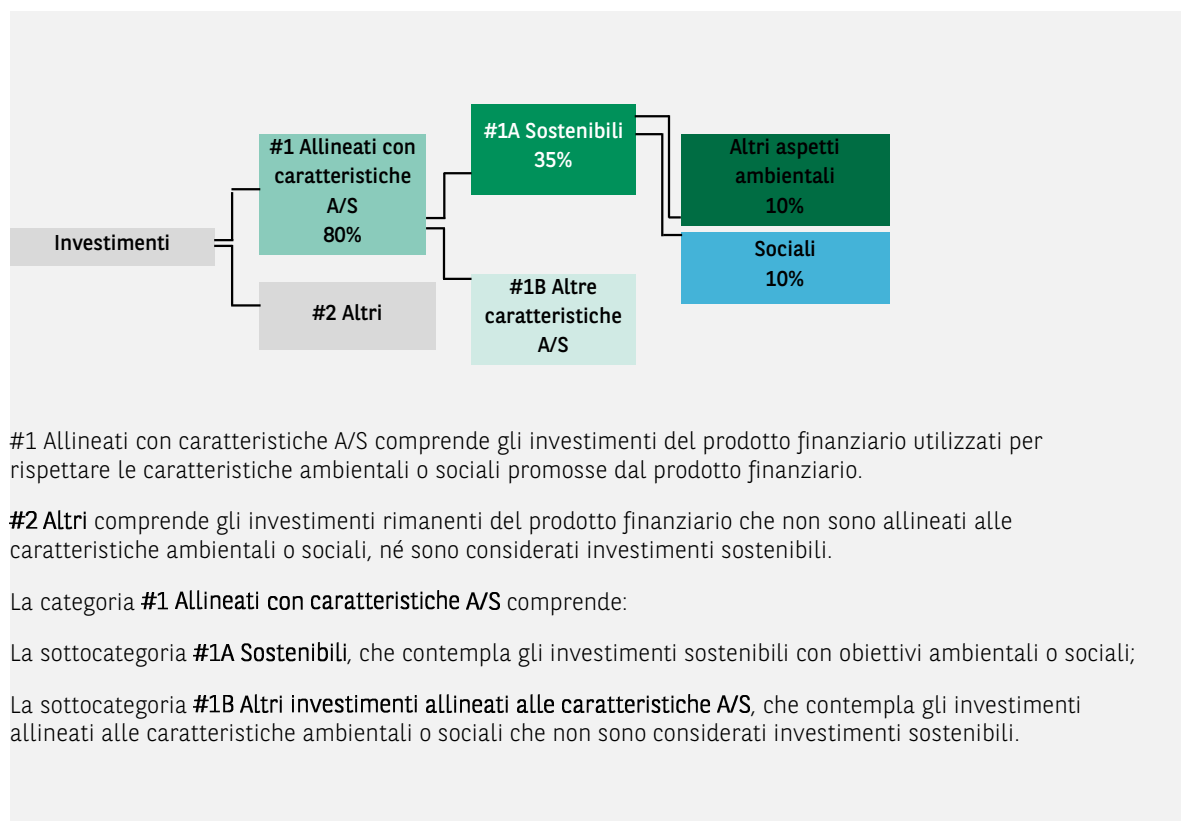 Investimenti
#1 Allineati con
caratteristiche
A/S
80%
#2 Altri
#1A Sostenibili
35%
#1B Altre
caratteristiche
A/S
Altri aspetti
ambientali
10%
Sociali
10%
#1 Allineati con caratteristiche A/S comprende gli investimenti del prodotto finanziario utilizzati per
rispettare le caratteristiche ambientali o sociali promosse dal prodotto finanziario.
#2 Altri comprende gli investimenti rimanenti del prodotto finanziario che non sono allineati alle
caratteristiche ambientali o sociali, né sono considerati investimenti sostenibili.
La categoria #1 Allineati con caratteristiche A/S comprende:
La sottocategoria #1A Sostenibili, che contempla gli investimenti sostenibili con obiettivi ambientali o sociali;
La sottocategoria #1B Altri investimenti allineati alle caratteristiche A/S, che contempla gli investimenti
allineati alle caratteristiche ambientali o sociali che non sono considerati investimenti sostenibili.